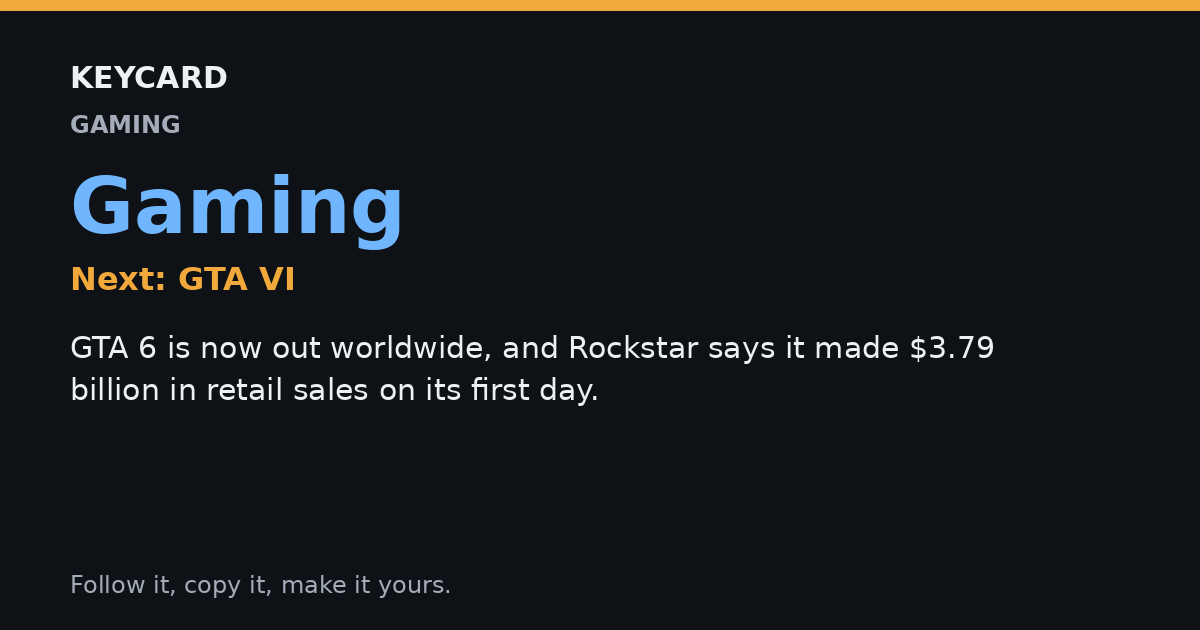 KEYCARD
GAMING
Gaming
Next: GTA VI
GTA 6 is now out worldwide, and Rockstar says it made $3.79
billion in retail sales on its first day.
Follow it, copy it, make it yours.